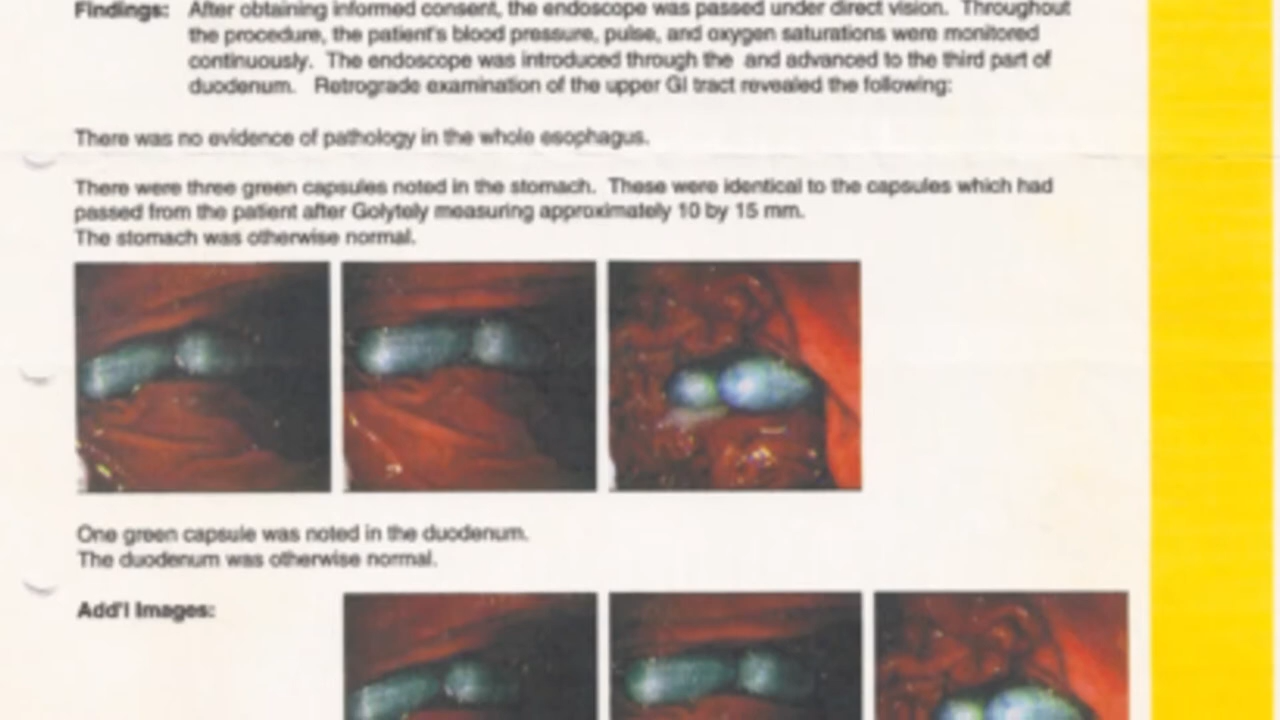 Findings: After obtaining informed consent, the endoscope was passed under direct vision. Throughout
the procedure, the patient's blood pressure, pulse, and oxygen saturations were monitored
continuously. The endoscope was introduced through the and advanced to the third part of
duodenum. Retrograde examination of the upper GI tract revealed the following:
There was no evidence of pathology in the whole esophagus.
There were three green capsules noted in the stomach. These were identical to the capsules which had
passed from the patient after Golytely measuring approximately 10 by 15 mm.
The stomach was otherwise normal.
One green capsule was noted in the duodenum.
The duodenum was otherwise normal.
Add'l Images: